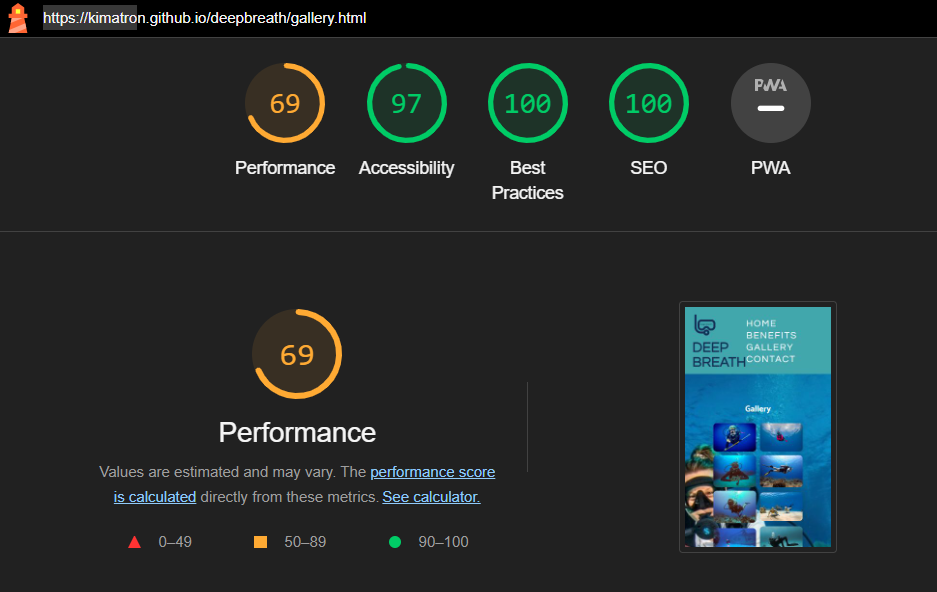 https://kimatron.github.io/deepbreath/gallery.html
69
97
100
100
PWA
Performance
Accessibility
Best
Practices
SEO
PWA
69
Performance
Values are estimated and may vary. The performance score
is calculated directly from these metrics. See calculator.
0–49
50–89
90–100
DEEP
BREATH
HOME
BENEFITS
GALLERY
CONTACT
Gallery